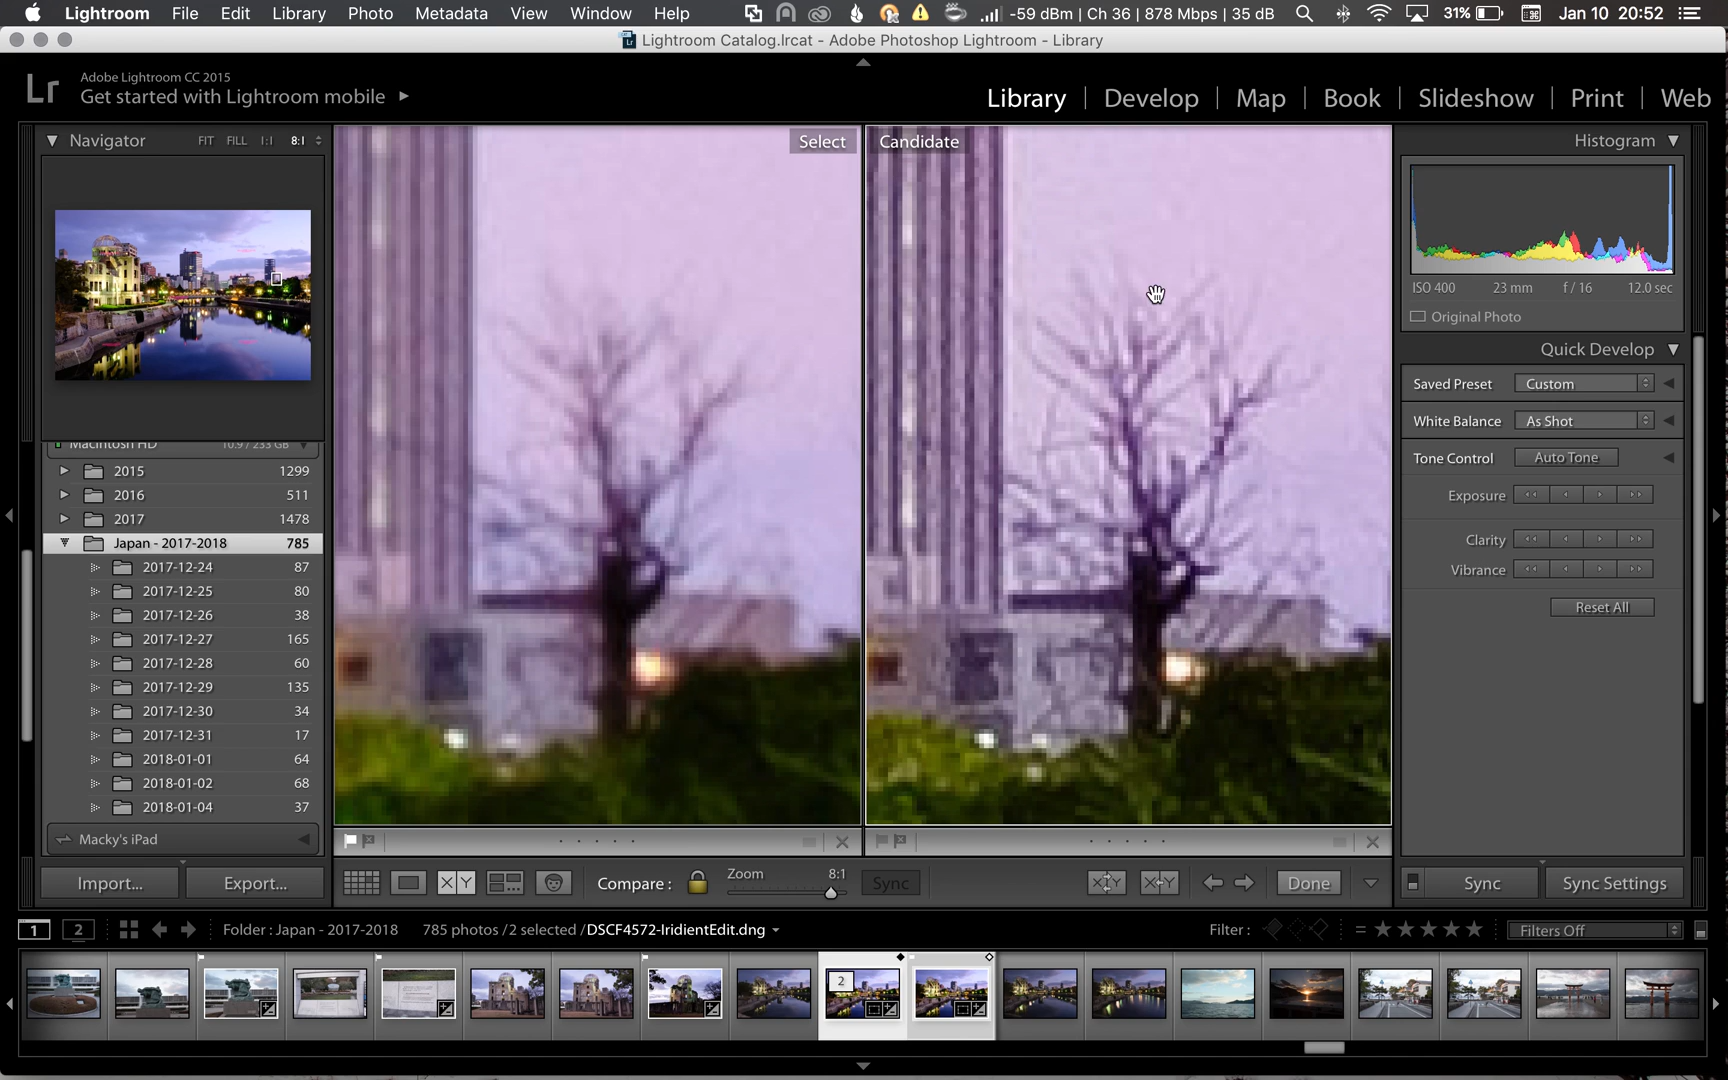 Lightroom File Edit Library Photo Metadata View Window Help -59 dBm | Ch 36 | 878 Mbps | 35 dB 31% Jan 10 20:52
Lightroom Catalog.lrcat - Adobe Photoshop Lightroom - Library
Lr
Adobe Lightroom CC 2015
Get started with Lightroom mobile
Library | Develop | Map | Book | Slideshow | Print | Web
Navigator FIT FILL 1:1 8:1
Select
Candidate
Histogram
ISO 400 23 mm f / 16 12.0 sec
Original Photo
Quick Develop
Saved Preset Custom
White Balance As Shot
Tone Control Auto Tone
Exposure
Clarity
Vibrance
Reset All
Macintosh HD 10.9 / 233 GB
2015 1299
2016 511
2017 1478
Japan - 2017-2018 785
2017-12-24 87
2017-12-25 80
2017-12-26 38
2017-12-27 165
2017-12-28 60
2017-12-29 135
2017-12-30 34
2017-12-31 17
2018-01-01 64
2018-01-02 68
2018-01-04 37
Macky's iPad
Import... Export...
X|Y Compare : Zoom 8:1 Sync
Done
Sync Sync Settings
1 2 Folder : Japan - 2017-2018 785 photos / 2 selected / DSCF4572-IridientEdit.dng
Filter : Filters Off
2